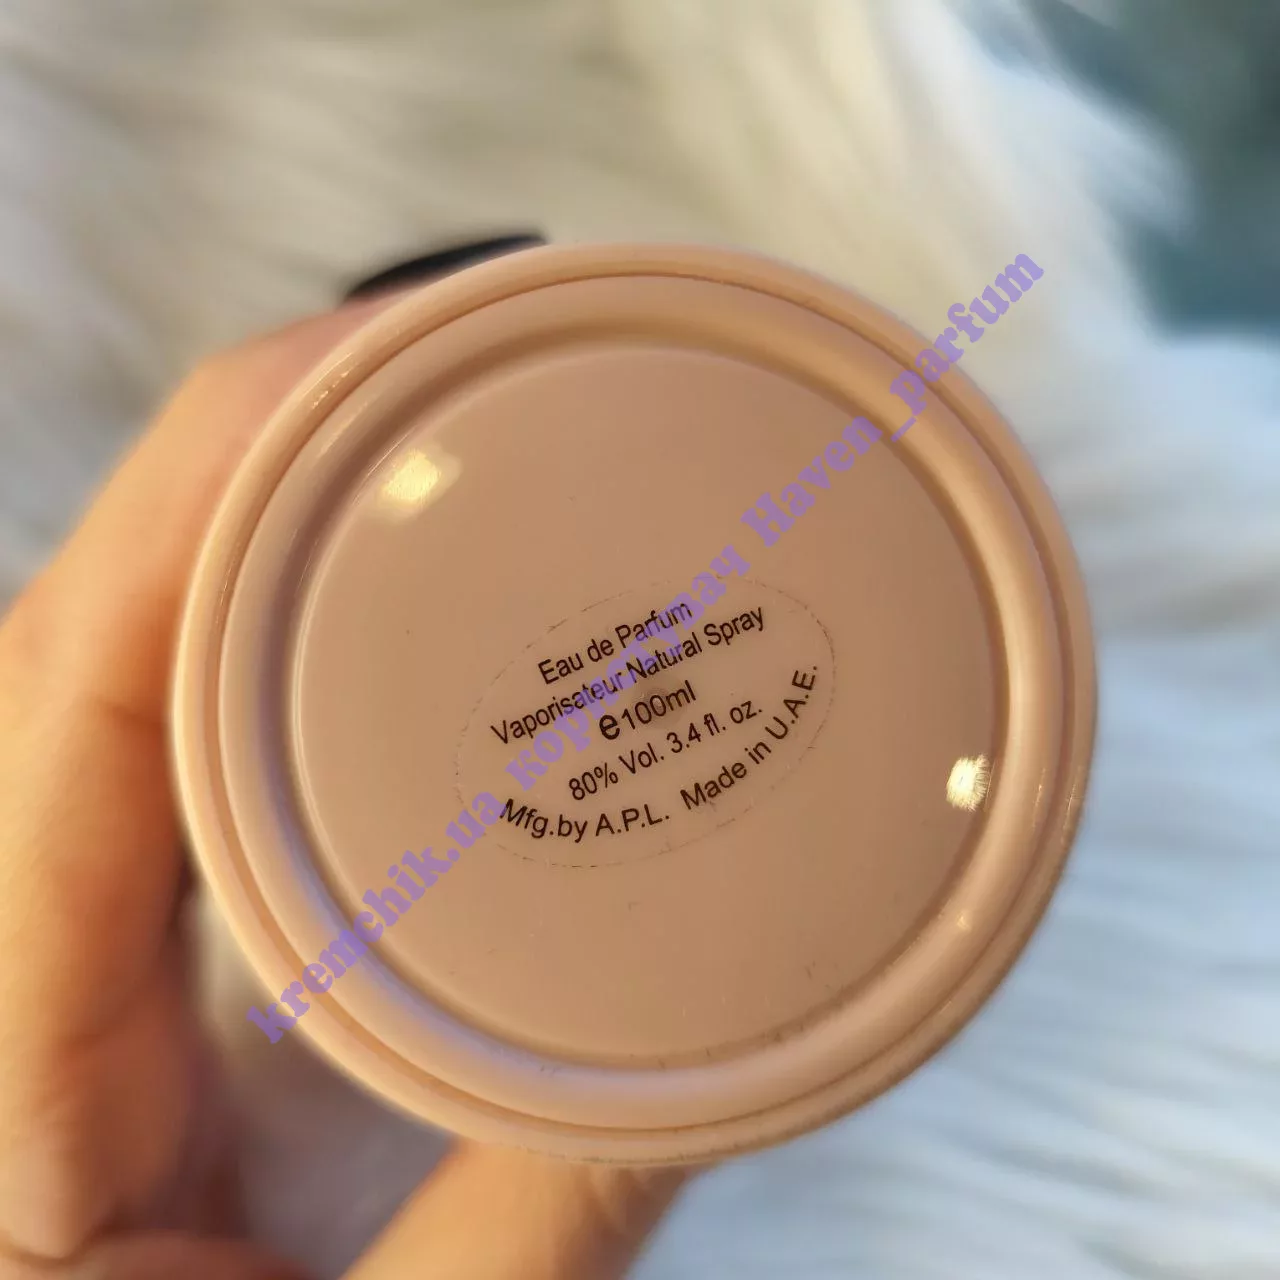 Eau de Parfum
Vaporisateur Natural Spray
e100ml
80% Vol. 3.4 fl. oz.
Mfg.by A.P.L. Made in U.A.E.
kremchik.ua користувач Haven_parfum